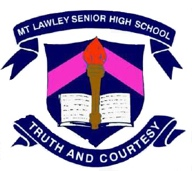 MT LAWLEY SENIOR HIGH SCHOOL
TRUTH AND COURTESY